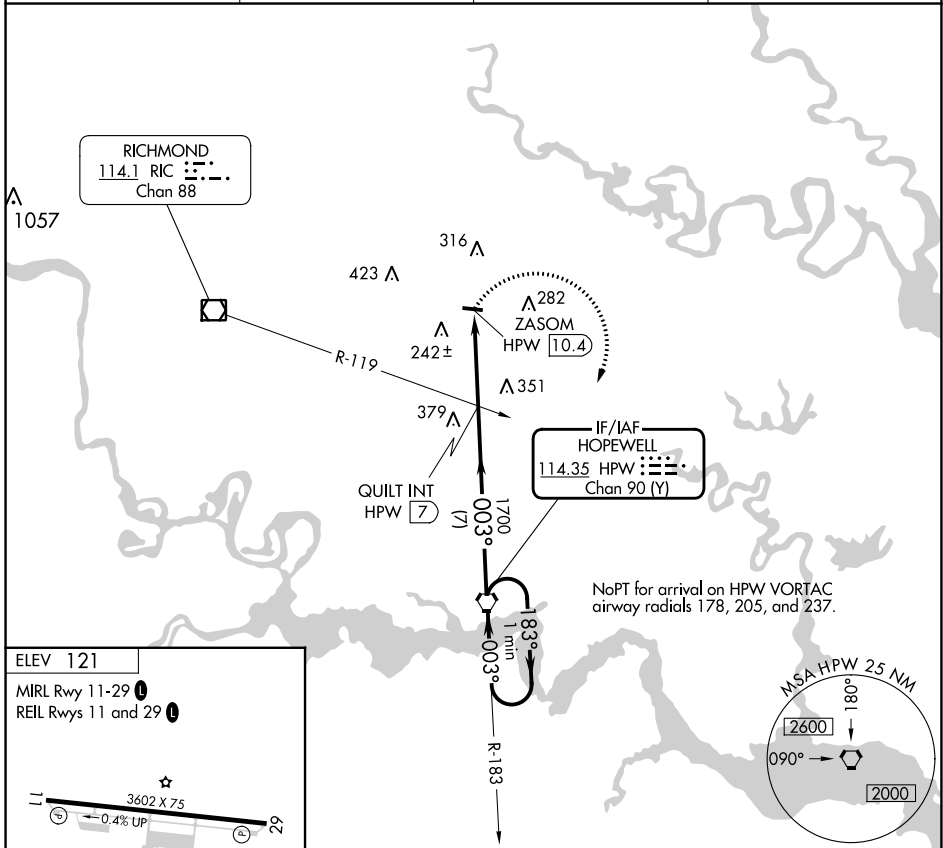 RICHMOND
114.1 RIC
Chan 88
1057
316
423
282
ZASOM
HPW 10.4
242±
R-119
351
379
IF/IAF
HOPEWELL
114.35 HPW
Chan 90 (Y)
QUILT INT
HPW 7
1700
003°
(7)
NoPT for arrival on HPW VORTAC
airway radials 178, 205, and 237.
183°
1 min
003°
R-183
ELEV 121
MIRL Rwy 11-29 L
REIL Rwys 11 and 29 L
11
3602 X 75
0.4% UP
P
P
29
MSA HPW 25 NM
180°
2600
090°
2000